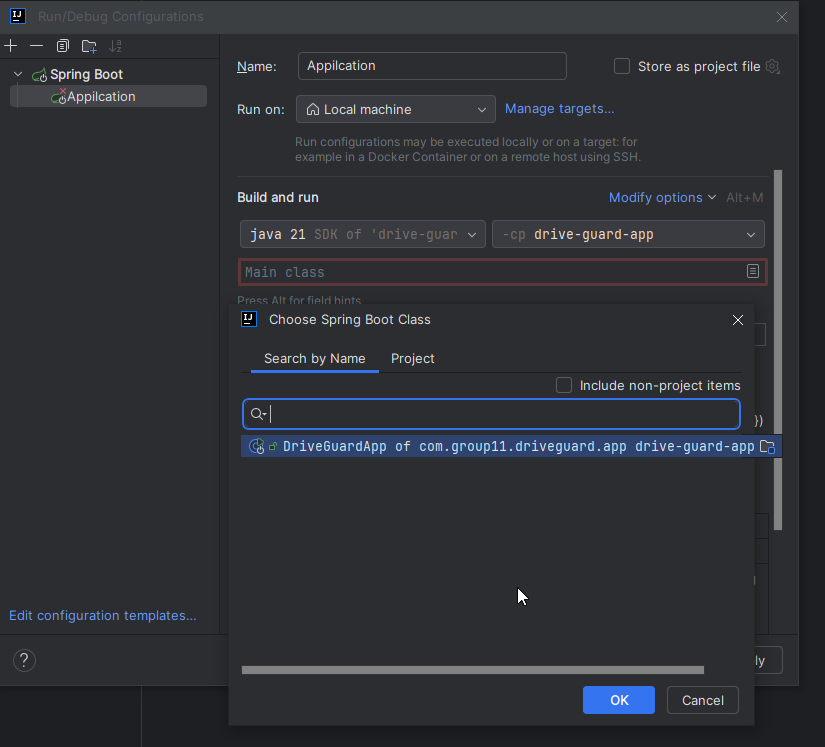 Run/Debug Configurations
Spring Boot
Appilcation
Name:
Appilcation
Store as project file
Run on:
Local machine
Manage targets...
Run configurations may be executed locally or on a target: for
example in a Docker Container or on a remote host using SSH.
Build and run
Modify options
Alt+M
java 21 SDK of 'drive-guar
-cp drive-guard-app
Main class
Press Alt for field hints
Choose Spring Boot Class
Search by Name
Project
Include non-project items
})
DriveGuardApp of com.group11.driveguard.app drive-guard-app
Edit configuration templates...
?
ly
OK
Cancel